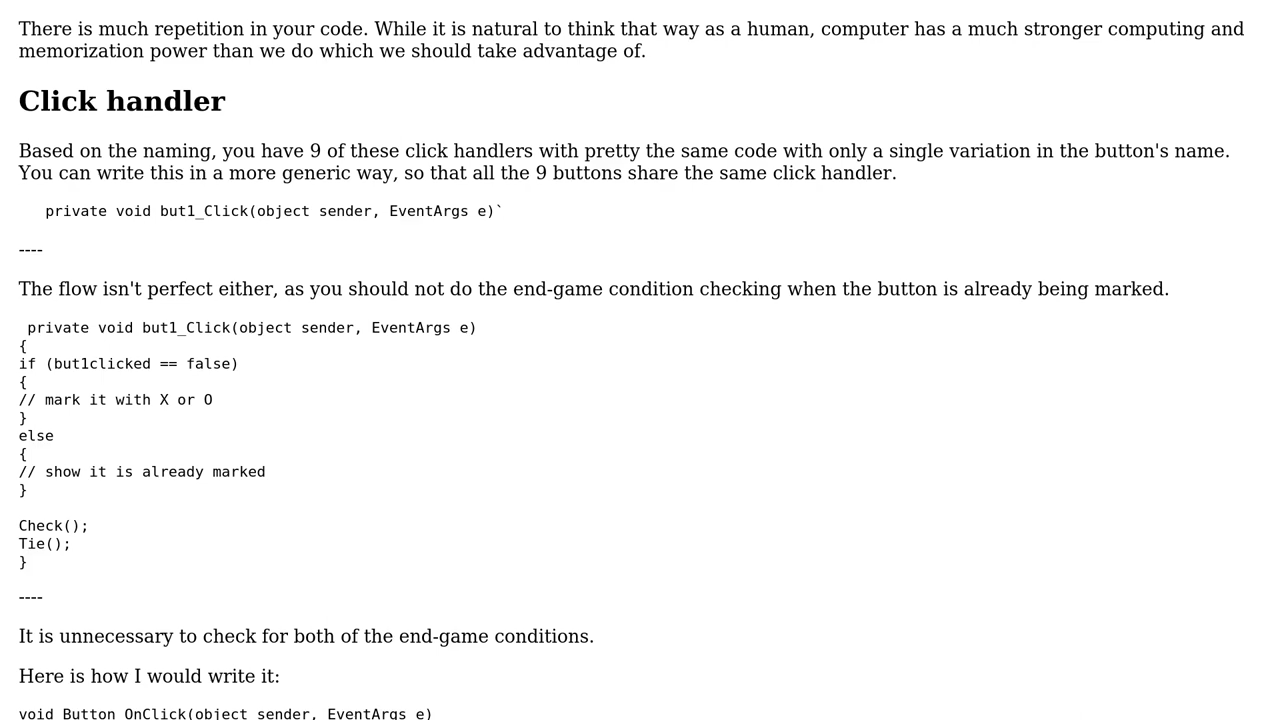 There is much repetition in your code. While it is natural to think that way as a human, computer has a much stronger computing and
memorization power than we do which we should take advantage of.
Click handler
Based on the naming, you have 9 of these click handlers with pretty the same code with only a single variation in the button's name.
You can write this in a more generic way, so that all the 9 buttons share the same click handler.
private void but1_Click(object sender, EventArgs e)`
----
The flow isn't perfect either, as you should not do the end-game condition checking when the button is already being marked.
private void but1_Click(object sender, EventArgs e)
{
if (but1clicked == false)
{
// mark it with X or O
}
else
{
// show it is already marked
}
Check();
Tie();
}
----
It is unnecessary to check for both of the end-game conditions.
Here is how I would write it:
void Button_OnClick(object sender, EventArgs e)